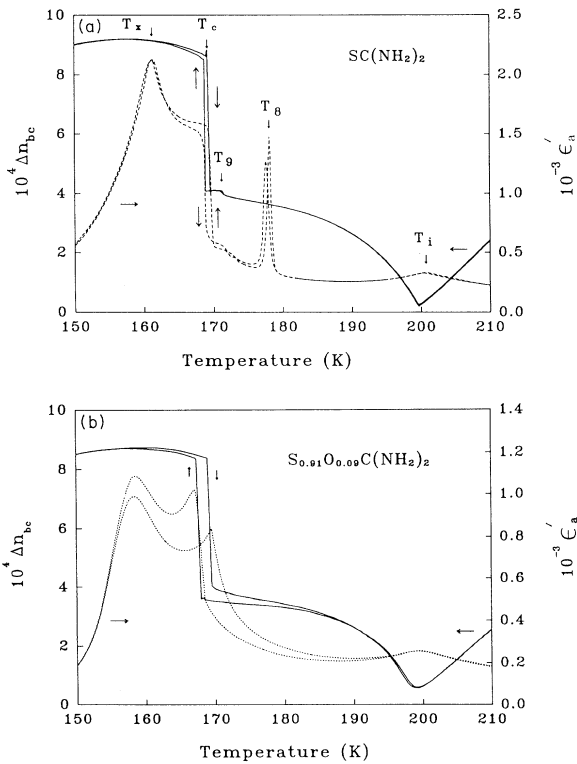 (a)
T_x
T_c
SC(NH₂)₂
T_8
T_9
T_i
10⁴ Δn_bc
10⁻³ ϵ′_a
10
8
6
4
2
0
2.5
2.0
1.5
1.0
0.5
0.0
150 160 170 180 190 200 210
Temperature (K)
(b)
S₀.₉₁O₀.₀₉C(NH₂)₂
10⁴ Δn_bc
10⁻³ ϵ′_a
10
8
6
4
2
0
1.4
1.2
1.0
0.8
0.6
0.4
0.2
0.0
150 160 170 180 190 200 210
Temperature (K)